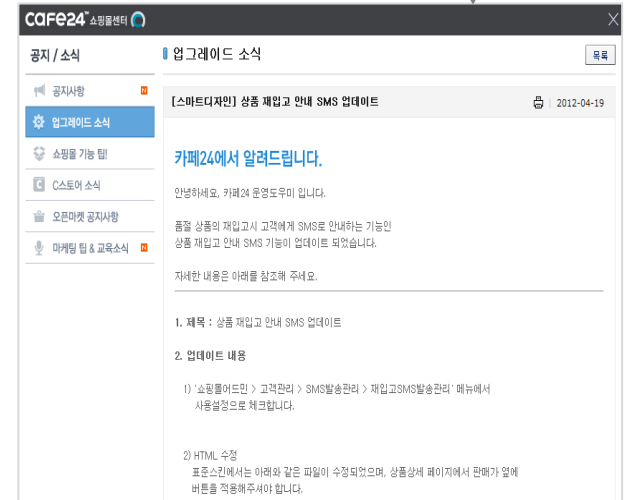 cafe24 쇼핑몰센터
공지 / 소식
업그레이드 소식
목록
공지사항 N
업그레이드 소식
쇼핑몰 기능 팁!
C스토어 소식
오픈마켓 공지사항
마케팅 팁 & 교육소식 N
[스마트디자인] 상품 재입고 안내 SMS 업데이트
2012-04-19
카페24에서 알려드립니다.
안녕하세요, 카페24 운영도우미 입니다.
품절 상품의 재입고시 고객에게 SMS로 안내하는 기능인
상품 재입고 안내 SMS 기능이 업데이트 되었습니다.
자세한 내용은 아래를 참조해 주세요.
1. 제목 : 상품 재입고 안내 SMS 업데이트
2. 업데이트 내용
1) '쇼핑몰어드민 > 고객관리 > SMS발송관리 > 재입고SMS발송관리' 메뉴에서
사용설정으로 체크합니다.
2) HTML 수정
표준스킨에서는 아래와 같은 파일이 수정되었으며, 상품상세 페이지에서 판매가 옆에
버튼을 적용해주셔야 합니다.